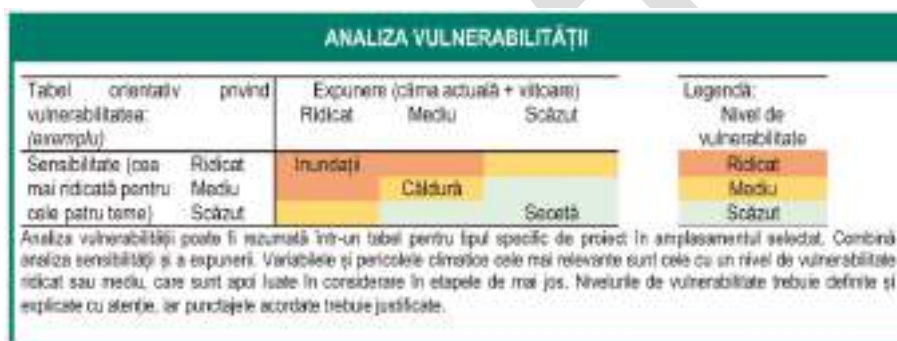 ANALIZA VULNERABILITĂȚII
Tabel orientativ privind Expunere (clima actuală + viitoare) Legendă:
vulnerabilitatea: Ridicat Mediu Scăzut Nivel de
(exemplu) vulnerabilitate
Sensibilitate (cea Ridicat Inundații Ridicat
mai ridicată pentru Mediu Căldură Mediu
cele patru teme) Scăzut Secetă Scăzut
Analiza vulnerabilității poate fi rezumată într-un tabel pentru tipul specific de proiect în amplasamentul selectat. Combină
analiza sensibilității și a expunerii. Variabilele și pericolele climatice cele mai relevante sunt cele cu un nivel de vulnerabilitate
ridicat sau mediu, care sunt apoi luate în considerare în etapele de mai jos. Nivelurile de vulnerabilitate trebuie definite și
explicate cu atenție, iar punctajele acordate trebuie justificate.